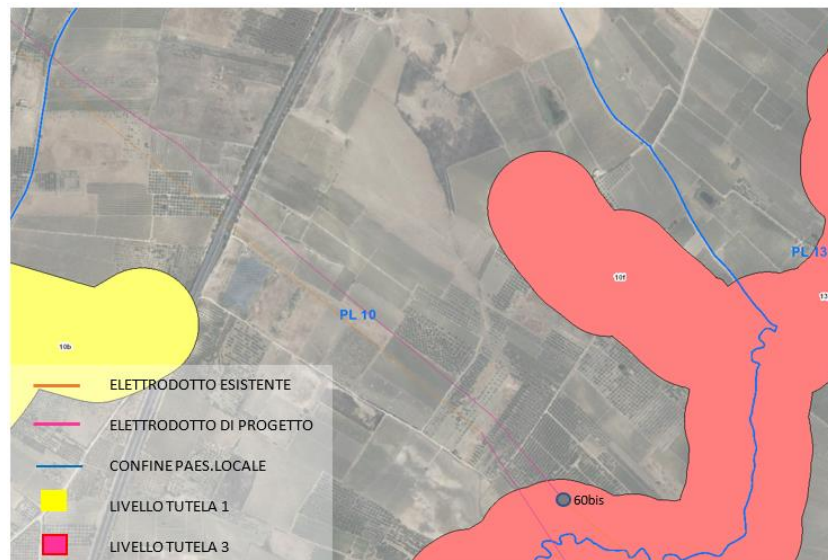 PL 13
10f
13
PL 10
10b
ELETTRODOTTO ESISTENTE
ELETTRODOTTO DI PROGETTO
CONFINE PAES.LOCALE
LIVELLO TUTELA 1
LIVELLO TUTELA 3
60bis